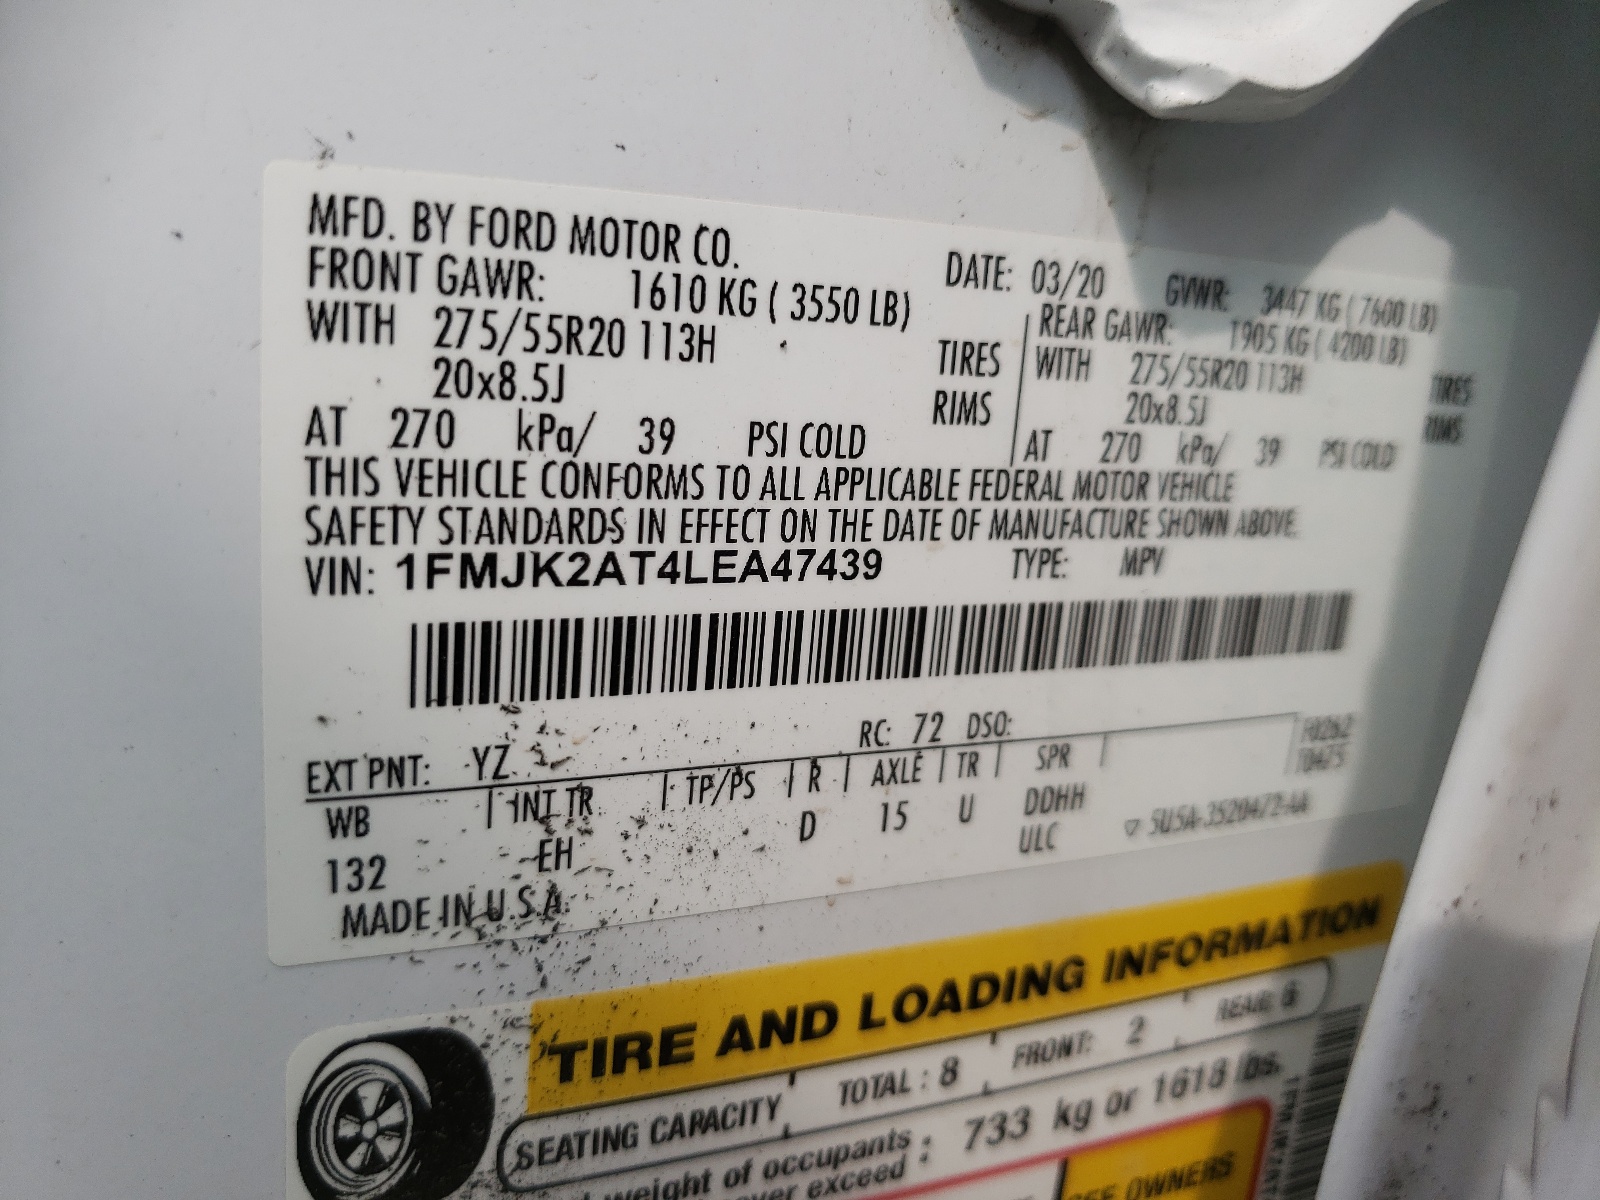 MFD. BY FORD MOTOR CO.
DATE: 03/20 GVWR: 3447 KG ( 7600 LB)
FRONT GAWR: 1610 KG ( 3550 LB) REAR GAWR: 1905 KG ( 4200 LB)
WITH 275/55R20 113H TIRES WITH 275/55R20 113H TIRES
20x8.5J RIMS 20x8.5J RIMS
AT 270 kPa/ 39 PSI COLD AT 270 kPa/ 39 PSI COLD
THIS VEHICLE CONFORMS TO ALL APPLICABLE FEDERAL MOTOR VEHICLE
SAFETY STANDARDS IN EFFECT ON THE DATE OF MANUFACTURE SHOWN ABOVE.
VIN: 1FMJK2AT4LEA47439 TYPE: MPV
EXT PNT: YZ RC: 72 DSO:
WB INT TR TP/PS R AXLE TR SPR
132 EH D 15 U DDHH
ULC
MADE IN U.S.A.
TIRE AND LOADING INFORMATION
SEATING CAPACITY TOTAL : 8 FRONT: 2 REAR: 6
weight of occupants : 733 kg or 1618 lbs.
exceed
OWNERS